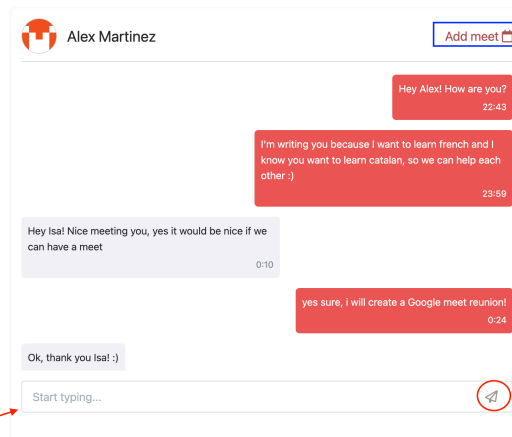 Alex Martinez
Add meet
Hey Alex! How are you?
22:43
I'm writing you because I want to learn french and I
know you want to learn catalan, so we can help each
other :)
23:59
Hey Isa! Nice meeting you, yes it would be nice if we
can have a meet
0:10
yes sure, i will create a Google meet reunion!
0:24
Ok, thank you Isa! :)
Start typing...